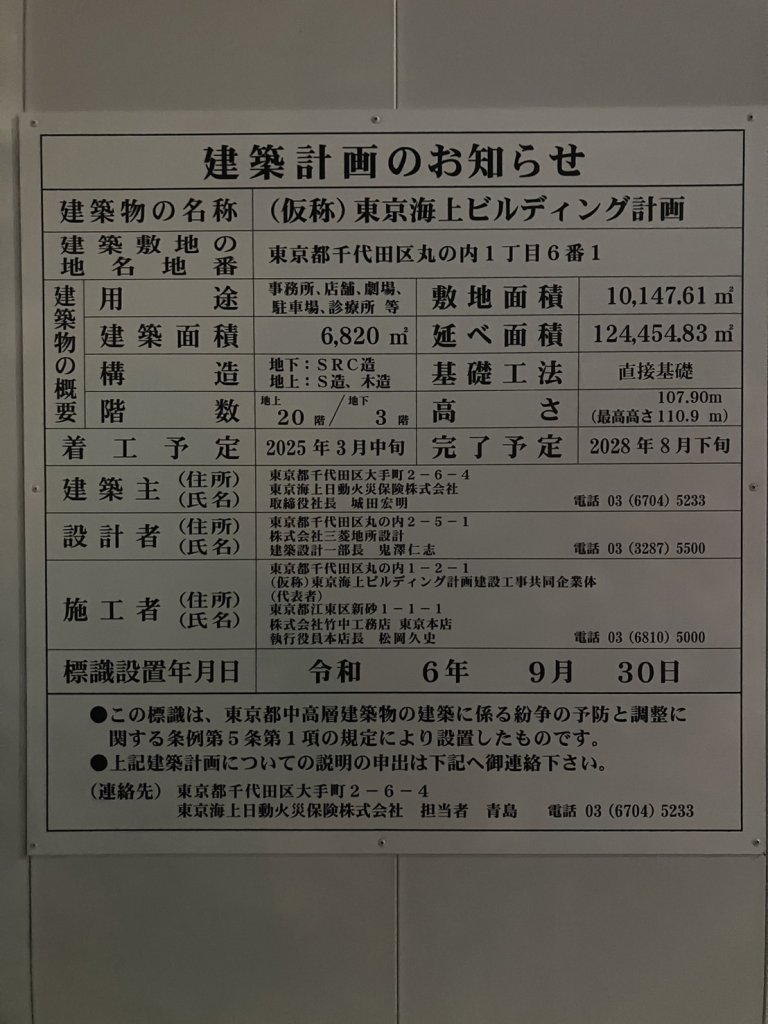 建築計画のお知らせ
建築物の名称 （仮称）東京海上ビルディング計画
建築敷地の
地名地番
東京都千代田区丸の内１丁目６番１
建築物の概要
用途
事務所、店舗、劇場、
駐車場、診療所 等
敷地面積 10,147.61 ㎡
建築面積 6,820 ㎡ 延べ面積 124,454.83 ㎡
構造
地下：ＳＲＣ造
地上：Ｓ造、木造
基礎工法 直接基礎
階数 地上 20 階／地下 3 階
高さ
107.90m
（最高高さ110.9 m）
着工予定 2025 年３月中旬 完了予定 2028 年８月下旬
建築主（住所）（氏名）
東京都千代田区大手町２－６－４
東京海上日動火災保険株式会社
取締役社長 城田宏明 電話 03（6704）5233
設計者（住所）（氏名）
東京都千代田区丸の内２－５－１
株式会社三菱地所設計
建築設計一部長 鬼澤仁志 電話 03（3287）5500
施工者（住所）（氏名）
東京都千代田区丸の内１－２－１
（仮称）東京海上ビルディング計画建設工事共同企業体
（代表者）
東京都江東区新砂１－１－１
株式会社竹中工務店 東京本店
執行役員本店長 松岡久史 電話 03（6810）5000
標識設置年月日 令和 ６年 ９月 30日
●この標識は、東京都中高層建築物の建築に係る紛争の予防と調整に
関する条例第５条第１項の規定により設置したものです。
●上記建築計画についての説明の申出は下記へ御連絡下さい。
（連絡先） 東京都千代田区大手町２－６－４
東京海上日動火災保険株式会社 担当者 青島 電話 03（6704）5233